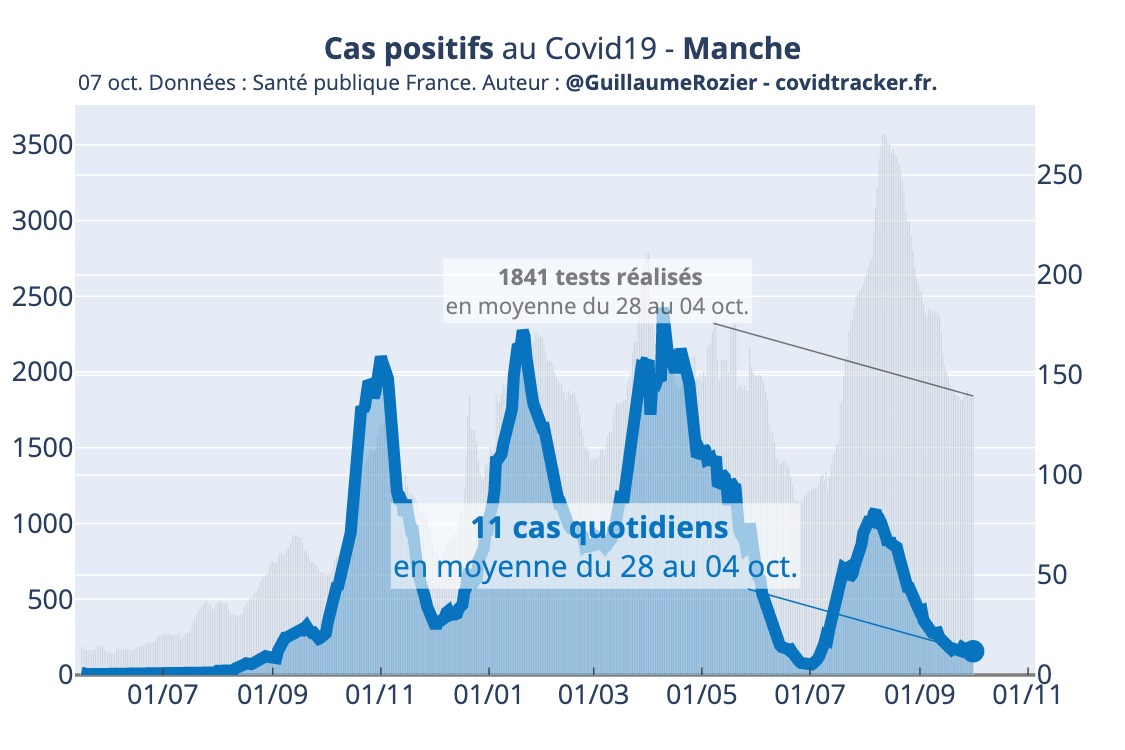 Cas positifs au Covid19 - Manche
07 oct. Données : Santé publique France. Auteur : @GuillaumeRozier - covidtracker.fr.
3500
3000
2500
2000
1500
1000
500
0
250
200
150
100
50
0
1841 tests réalisés
en moyenne du 28 au 04 oct.
11 cas quotidiens
en moyenne du 28 au 04 oct.
01/07 01/09 01/11 01/01 01/03 01/05 01/07 01/09 01/11